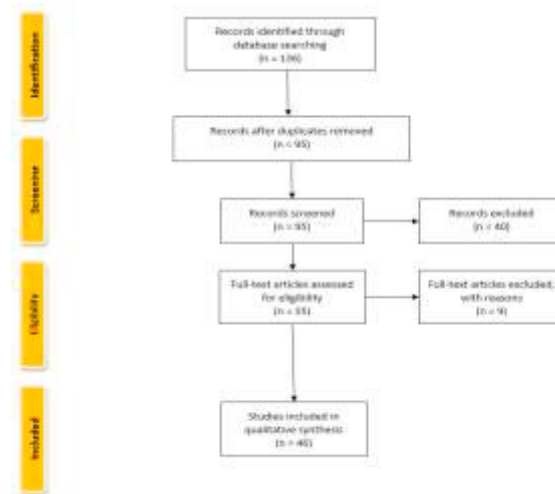 Identification
Records identified through
database searching
(n = 136)
Records after duplicates removed
(n = 95)
Screening
Records screened
(n = 95)
Records excluded
(n = 40)
Eligibility
Full-text articles assessed
for eligibility
(n = 55)
Full-text articles excluded,
with reasons
(n = 9)
Included
Studies included in
qualitative synthesis
(n = 46)